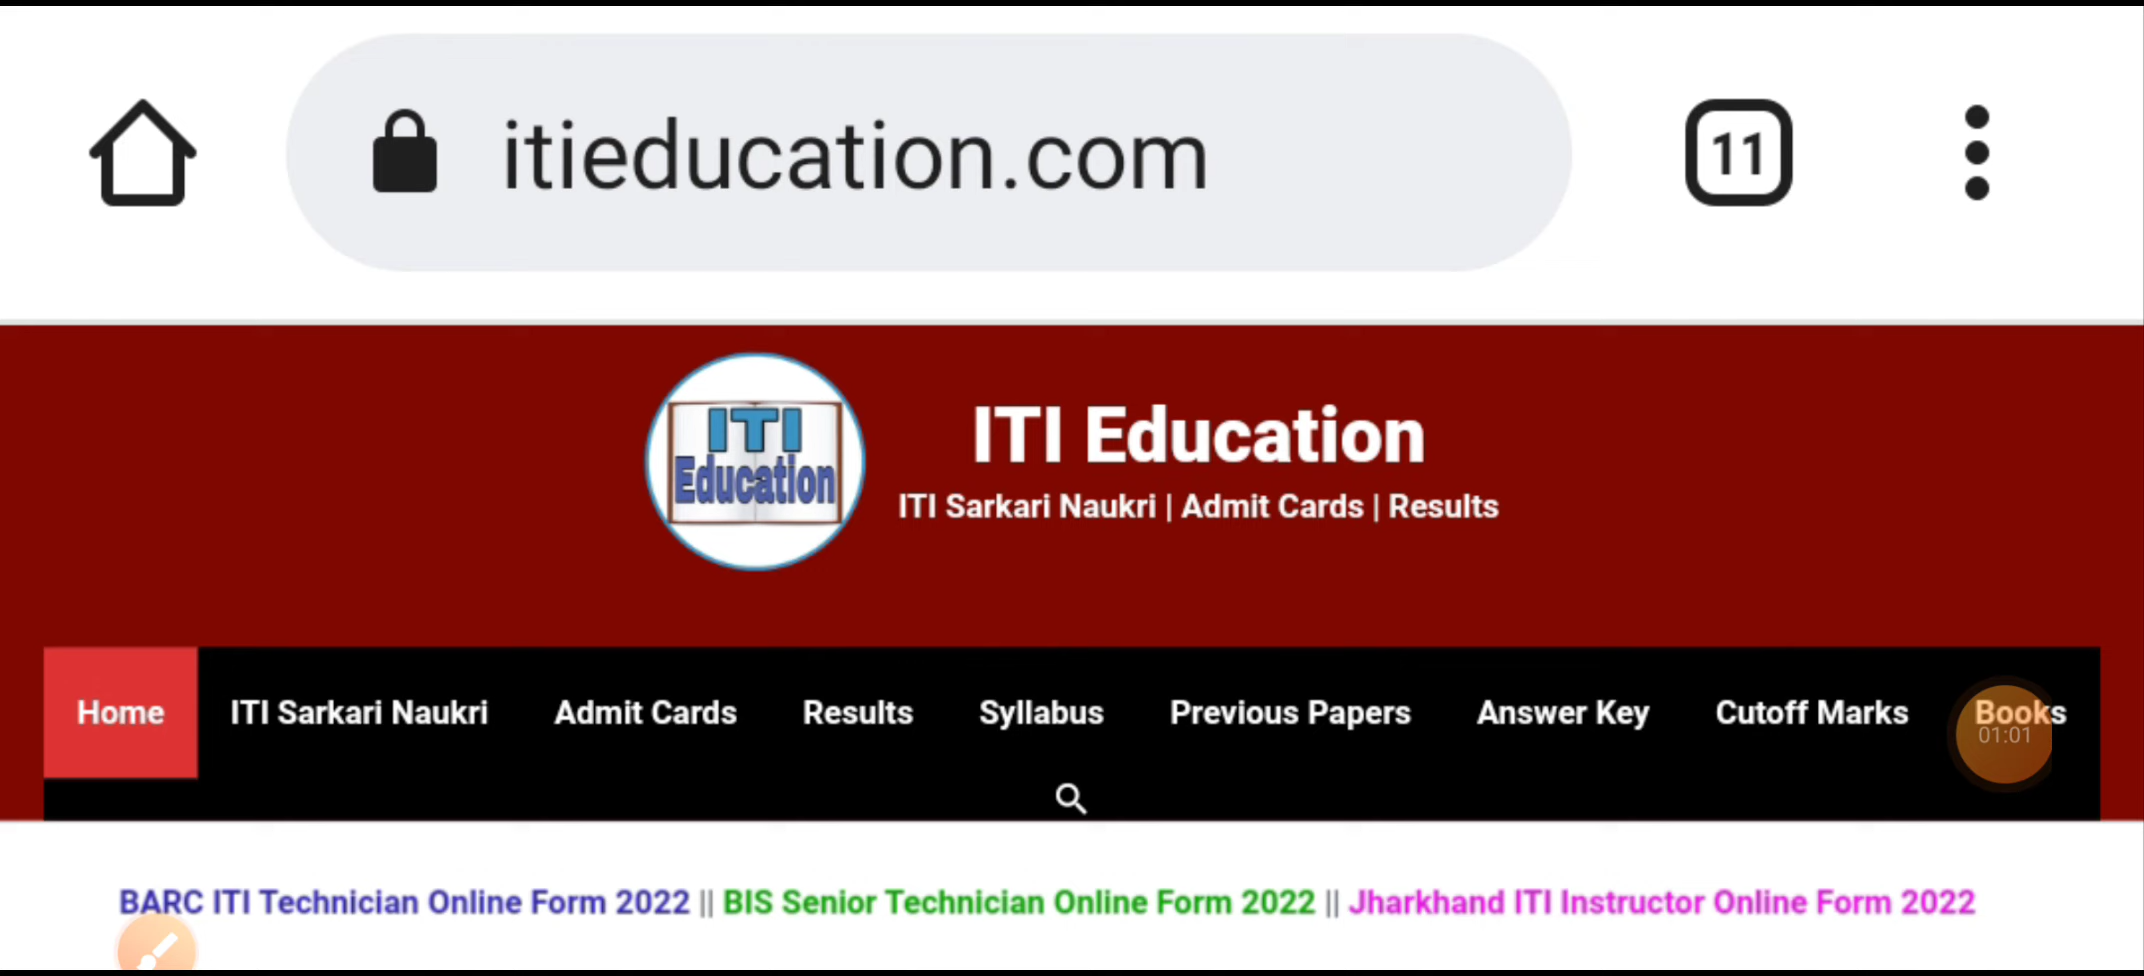 itieducation.com
11
ITI
Education
ITI Education
ITI Sarkari Naukri | Admit Cards | Results
Home ITI Sarkari Naukri Admit Cards Results Syllabus Previous Papers Answer Key Cutoff Marks Books
01:01
BARC ITI Technician Online Form 2022 || BIS Senior Technician Online Form 2022 || Jharkhand ITI Instructor Online Form 2022